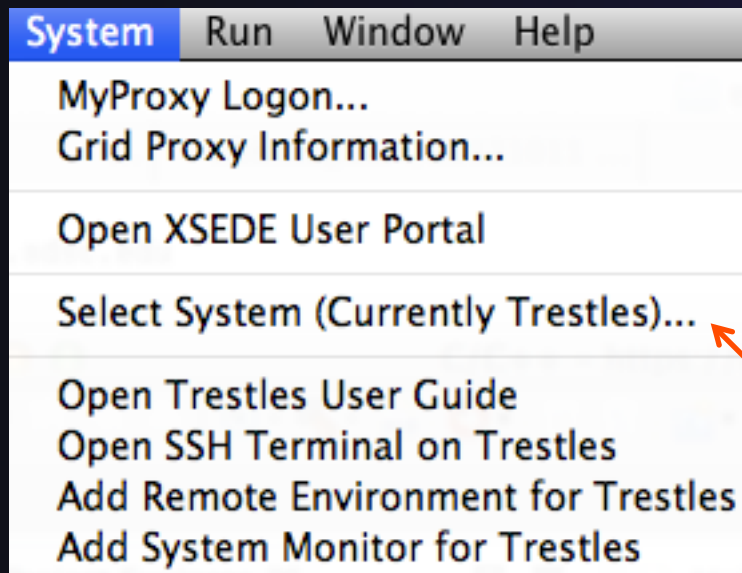 System Run Window Help
MyProxy Logon...
Grid Proxy Information...
Open XSEDE User Portal
Select System (Currently Trestles)...
Open Trestles User Guide
Open SSH Terminal on Trestles
Add Remote Environment for Trestles
Add System Monitor for Trestles